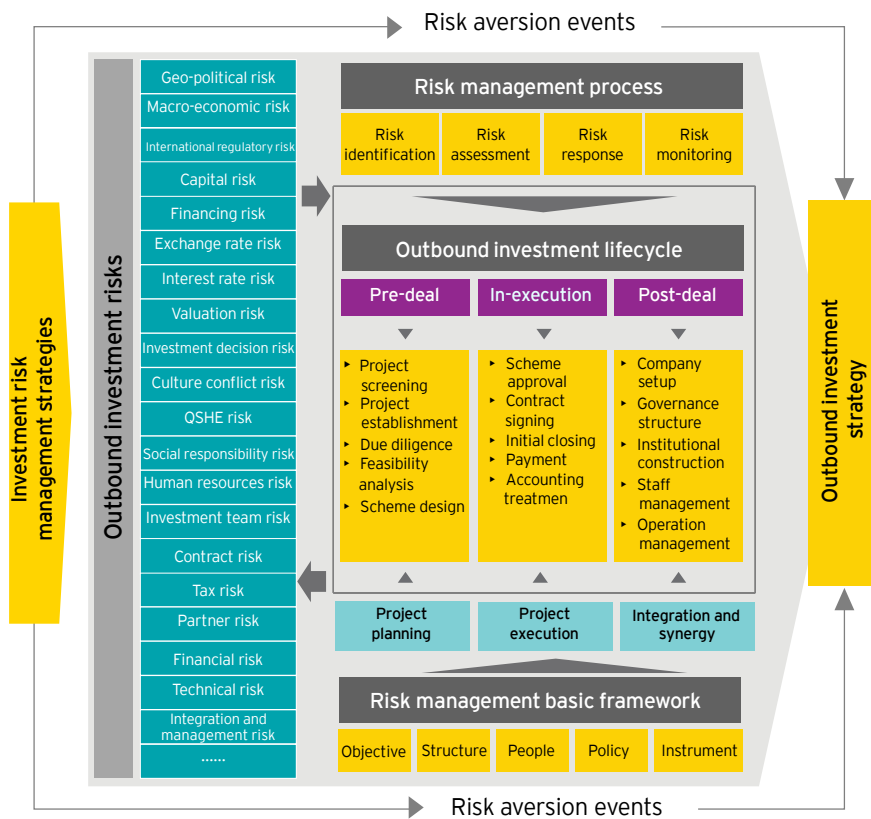 Risk aversion events
Investment risk
management strategies
Outbound investment risks
Geo-political risk
Macro-economic risk
International regulatory risk
Capital risk
Financing risk
Exchange rate risk
Interest rate risk
Valuation risk
Investment decision risk
Culture conflict risk
QSHE risk
Social responsibility risk
Human resources risk
Investment team risk
Contract risk
Tax risk
Partner risk
Financial risk
Technical risk
Integration and
management risk
......
Risk management process
Risk
identification
Risk
assessment
Risk
response
Risk
monitoring
Outbound investment lifecycle
Pre-deal
In-execution
Post-deal
‣ Project
screening
‣ Project
establishment
‣ Due diligence
‣ Feasibility
analysis
‣ Scheme design
‣ Scheme
approval
‣ Contract
signing
‣ Initial closing
‣ Payment
‣ Accounting
treatmen
‣ Company
setup
‣ Governance
structure
‣ Institutional
construction
‣ Staff
management
‣ Operation
management
Project
planning
Project
execution
Integration and
synergy
Risk management basic framework
Objective
Structure
People
Policy
Instrument
Outbound investment
strategy
Risk aversion events